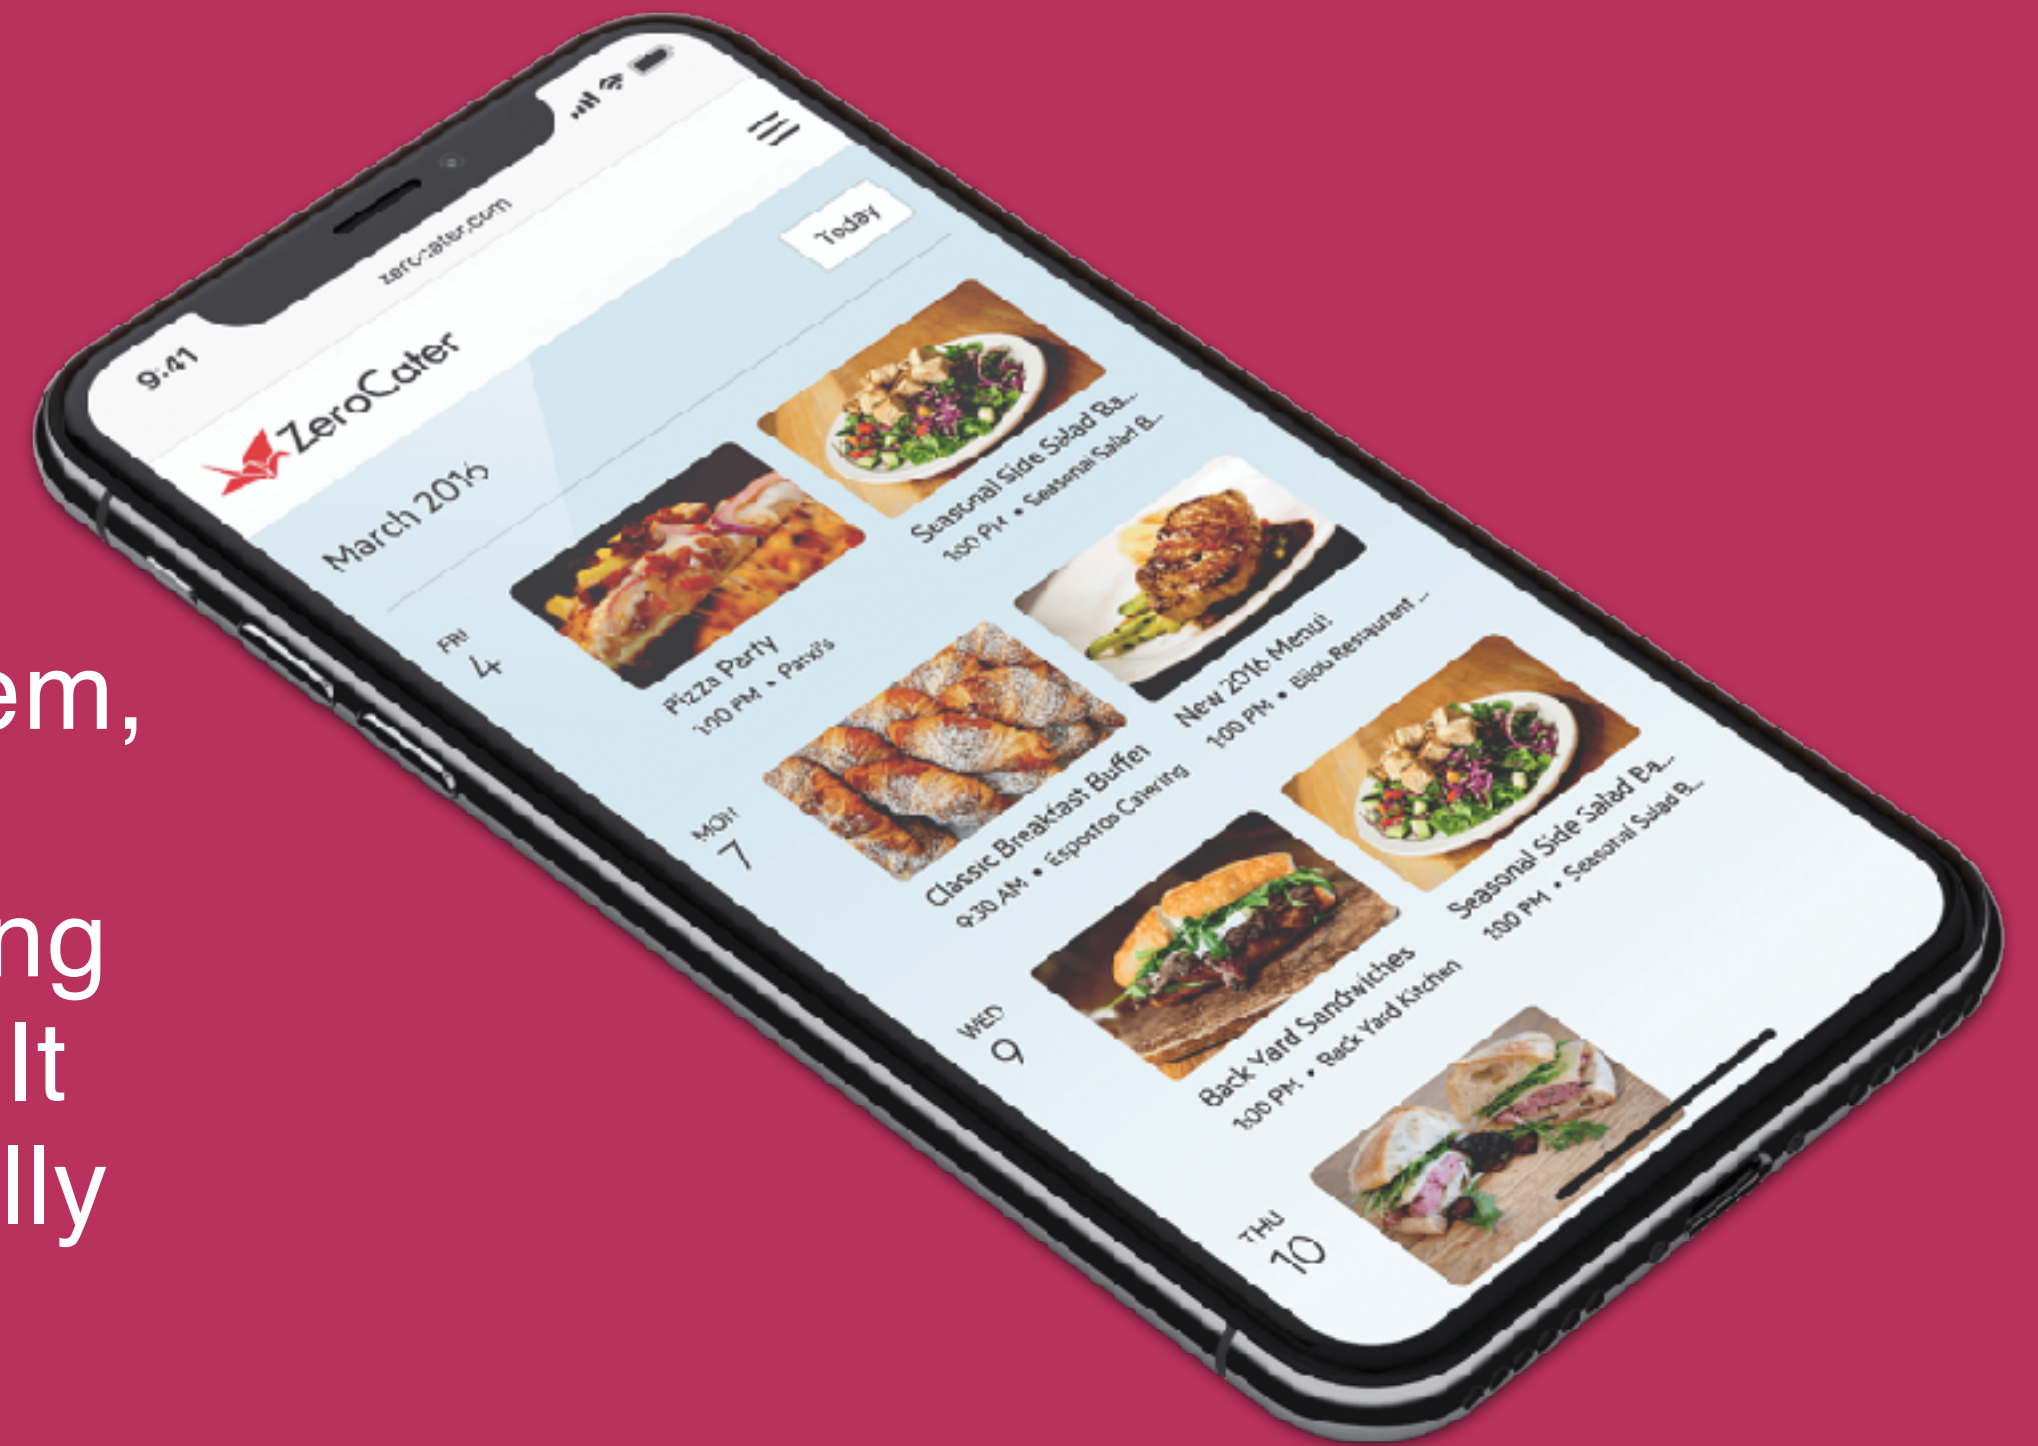 em,
ng
It
lly
9:41
zerocater.com
ZeroCater
March 2016
Today
FRI
4
Pizza Party
1:00 PM • Patxi's
Seasonal Side Salad Ba...
1:00 PM • Seasonal Salad B...
MON
7
Classic Breakfast Buffet
9:30 AM • Espostos Catering
New 2016 Menu!
1:00 PM • Bijou Restaurant ...
WED
9
Back Yard Sandwiches
1:00 PM • Back Yard Kitchen
Seasonal Side Salad Ba...
1:00 PM • Seasonal Salad B...
THU
10